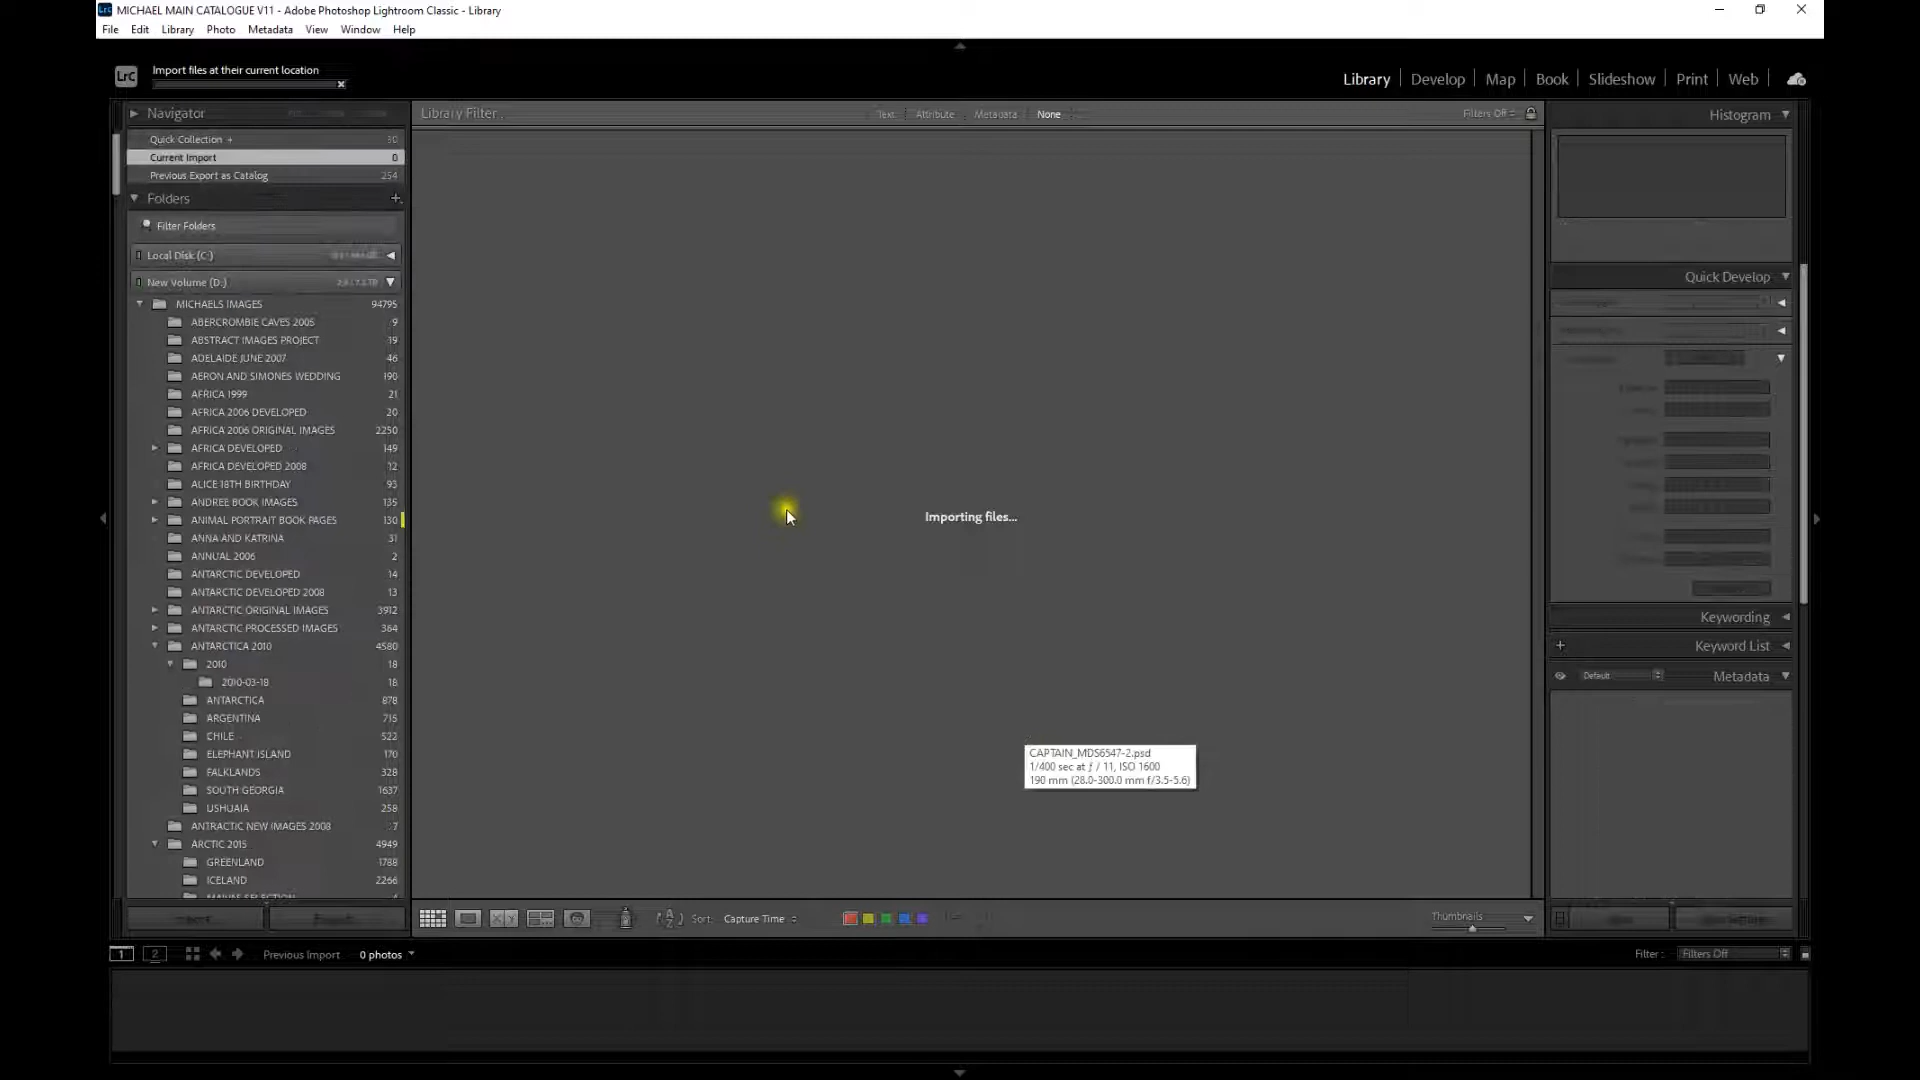 MICHAEL MAIN CATALOGUE V11 - Adobe Photoshop Lightroom Classic - Library
File Edit Library Photo Metadata View Window Help
LrC
Import files at their current location
Library Develop Map Book Slideshow Print Web
Navigator
Quick Collection +
Current Import 0
Previous Export as Catalog 254
Folders
Filter Folders
Local Disk (C:)
New Volume (D:)
MICHAELS IMAGES 94795
ABERCROMBIE CAVES 2005 9
ABSTRACT IMAGES PROJECT 39
ADELAIDE JUNE 2007 46
AERON AND SIMONES WEDDING 190
AFRICA 1999 21
AFRICA 2006 DEVELOPED 20
AFRICA 2006 ORIGINAL IMAGES 2250
AFRICA DEVELOPED 149
AFRICA DEVELOPED 2008 12
ALICE 18TH BIRTHDAY 93
ANDREE BOOK IMAGES 135
ANIMAL PORTRAIT BOOK PAGES 130
ANNA AND KATRINA 31
ANNUAL 2006 2
ANTARCTIC DEVELOPED 14
ANTARCTIC DEVELOPED 2008 13
ANTARCTIC ORIGINAL IMAGES 3912
ANTARCTIC PROCESSED IMAGES 364
ANTARCTICA 2010 4580
2010 18
2010-03-18 18
ANTARCTICA 878
ARGENTINA 715
CHILE 522
ELEPHANT ISLAND 170
FALKLANDS 328
SOUTH GEORGIA 1637
USHUAIA 258
ANTRACTIC NEW IMAGES 2008 7
ARCTIC 2015 4949
GREENLAND 1788
ICELAND 2266
Library Filter:
Text Attribute Metadata None
Filters Off
Importing files...
CAPTAIN_MDS6547-2.psd
1/400 sec at ƒ / 11, ISO 1600
190 mm (28.0-300.0 mm f/3.5-5.6)
Histogram
Quick Develop
Keywording
Keyword List
Default Metadata
Sort: Capture Time
Thumbnails
1 2 Previous Import 0 photos
Filter : Filters Off